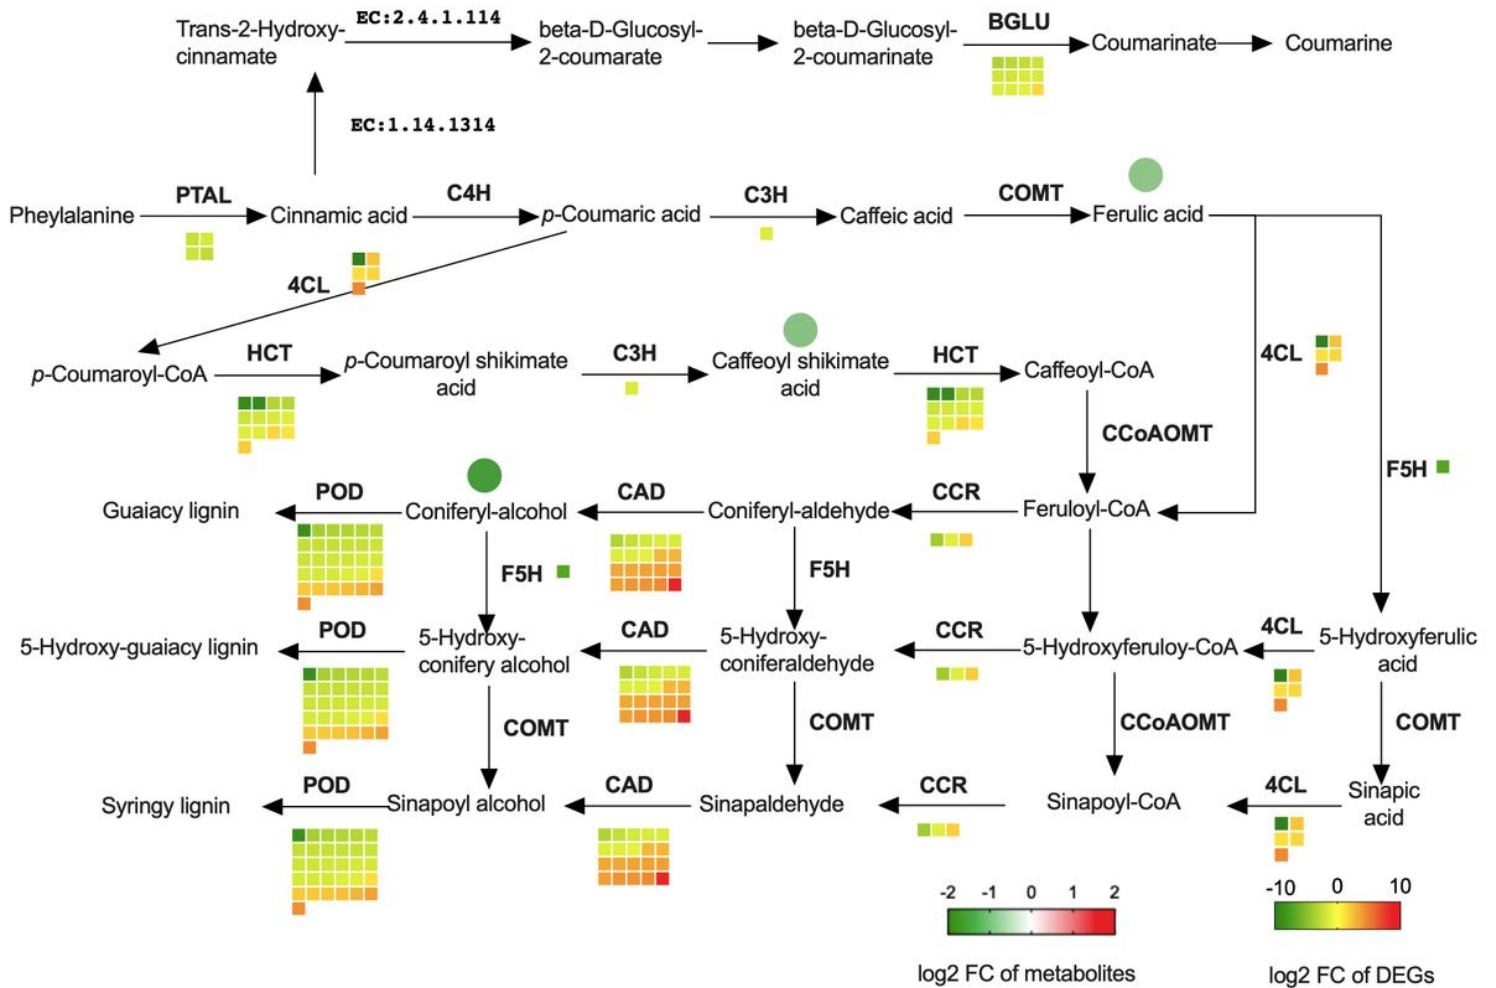 EC:2.4.1.114
BGLU
Trans-2-Hydroxy-
cinnamate
beta-D-Glucosyl-
2-coumarate
beta-D-Glucosyl-
2-coumarinate
Coumarinate
Coumarine
EC:1.14.1314
PTAL
C4H
C3H
COMT
Pheylalanine
Cinnamic acid
p-Coumaric acid
Caffeic acid
Ferulic acid
4CL
HCT
C3H
HCT
4CL
p-Coumaroyl-CoA
p-Coumaroyl shikimate
acid
Caffeoyl shikimate
acid
Caffeoyl-CoA
CCoAOMT
F5H
POD
CAD
CCR
Guaiacy lignin
Coniferyl-alcohol
Coniferyl-aldehyde
Feruloyl-CoA
F5H
F5H
POD
CAD
CCR
4CL
5-Hydroxy-guaiacy lignin
5-Hydroxy-
conifery alcohol
5-Hydroxy-
coniferaldehyde
5-Hydroxyferuloy-CoA
5-Hydroxyferulic
acid
COMT
COMT
CCoAOMT
COMT
POD
CAD
CCR
4CL
Syringy lignin
Sinapoyl alcohol
Sinapaldehyde
Sinapoyl-CoA
Sinapic
acid
-2 -1 0 1 2
-10 0 10
log2 FC of metabolites
log2 FC of DEGs